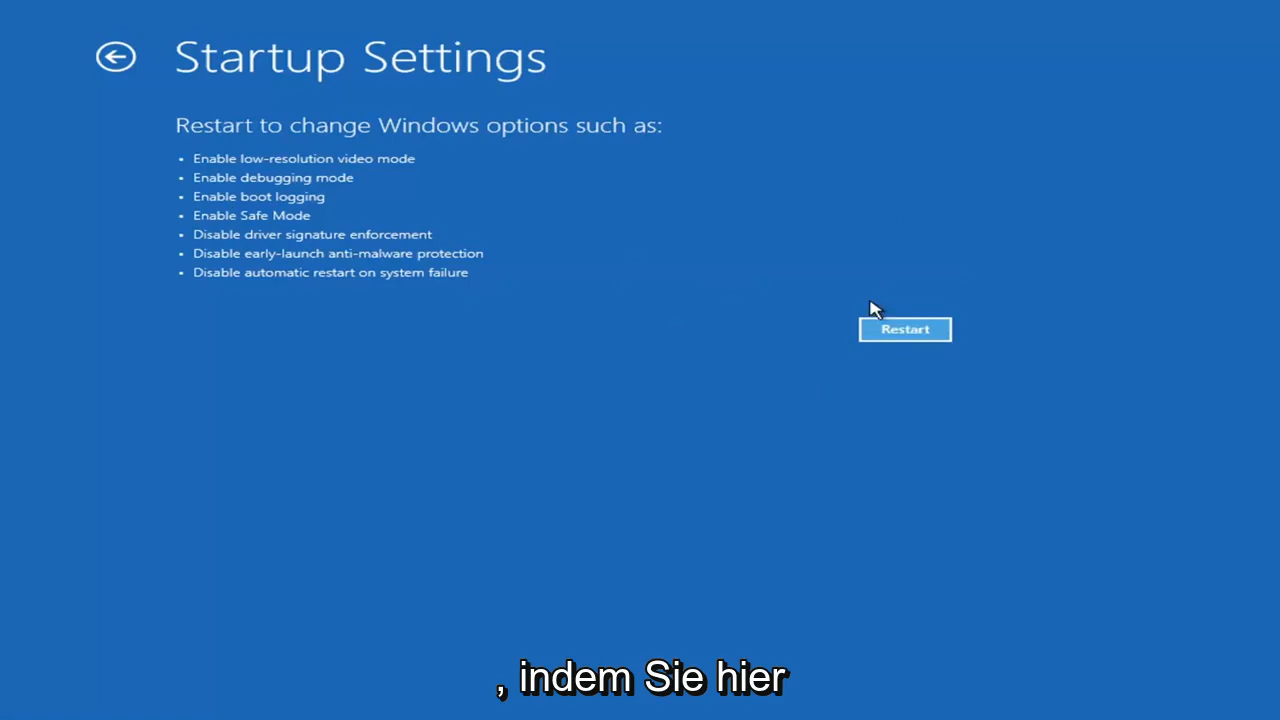 Startup Settings
Restart to change Windows options such as:
• Enable low-resolution video mode
• Enable debugging mode
• Enable boot logging
• Enable Safe Mode
• Disable driver signature enforcement
• Disable early-launch anti-malware protection
• Disable automatic restart on system failure
Restart
, indem Sie hier